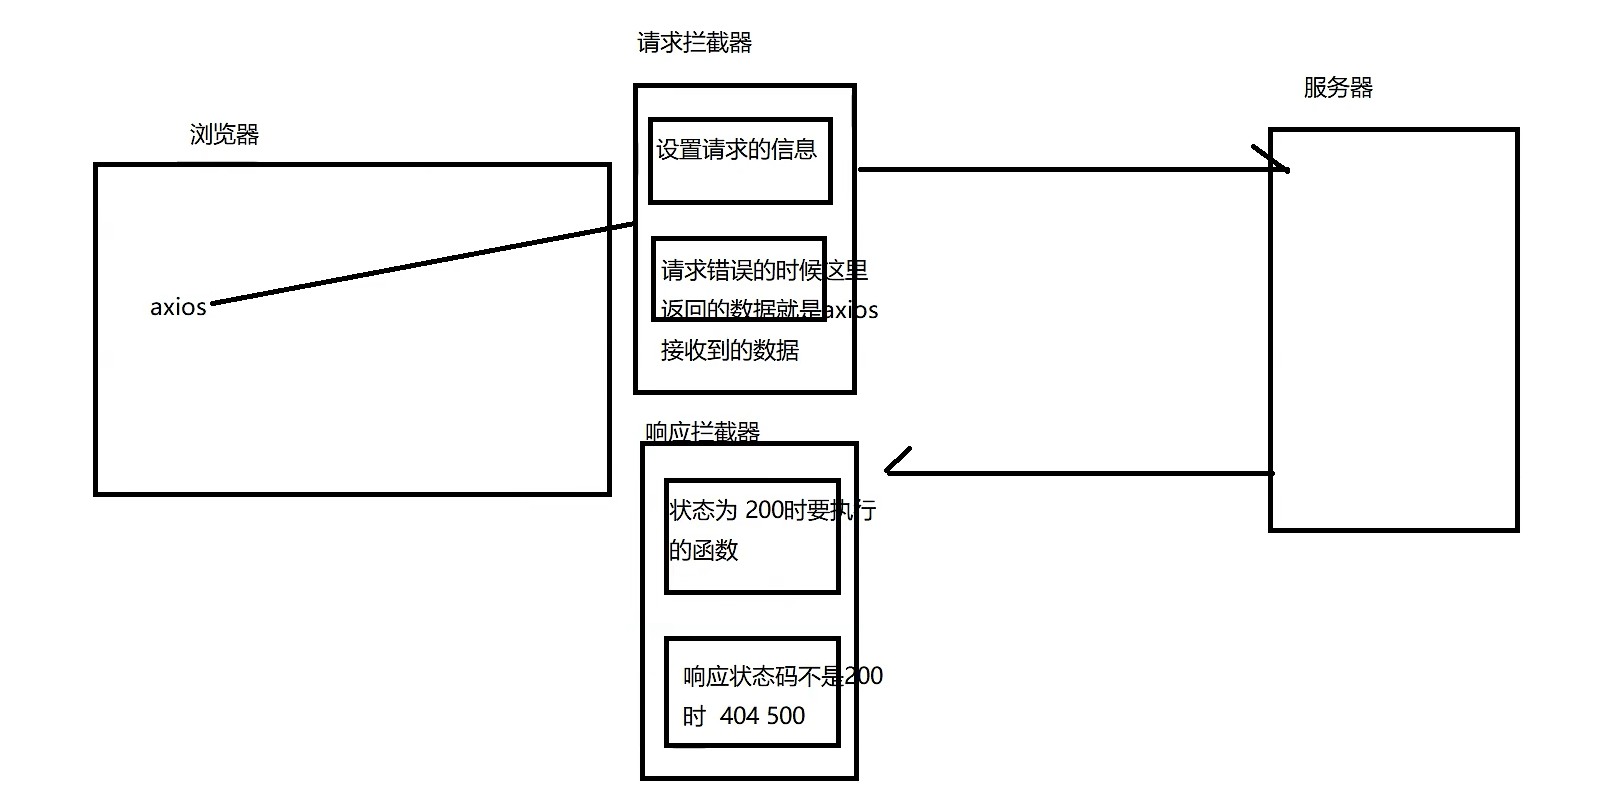 请求拦截器
服务器
浏览器
设置请求的信息
请求错误的时候这里
返回的数据就是axios
接收到的数据
axios
响应拦截器
状态为 200时要执行
的函数
响应状态码不是200
时 404 500